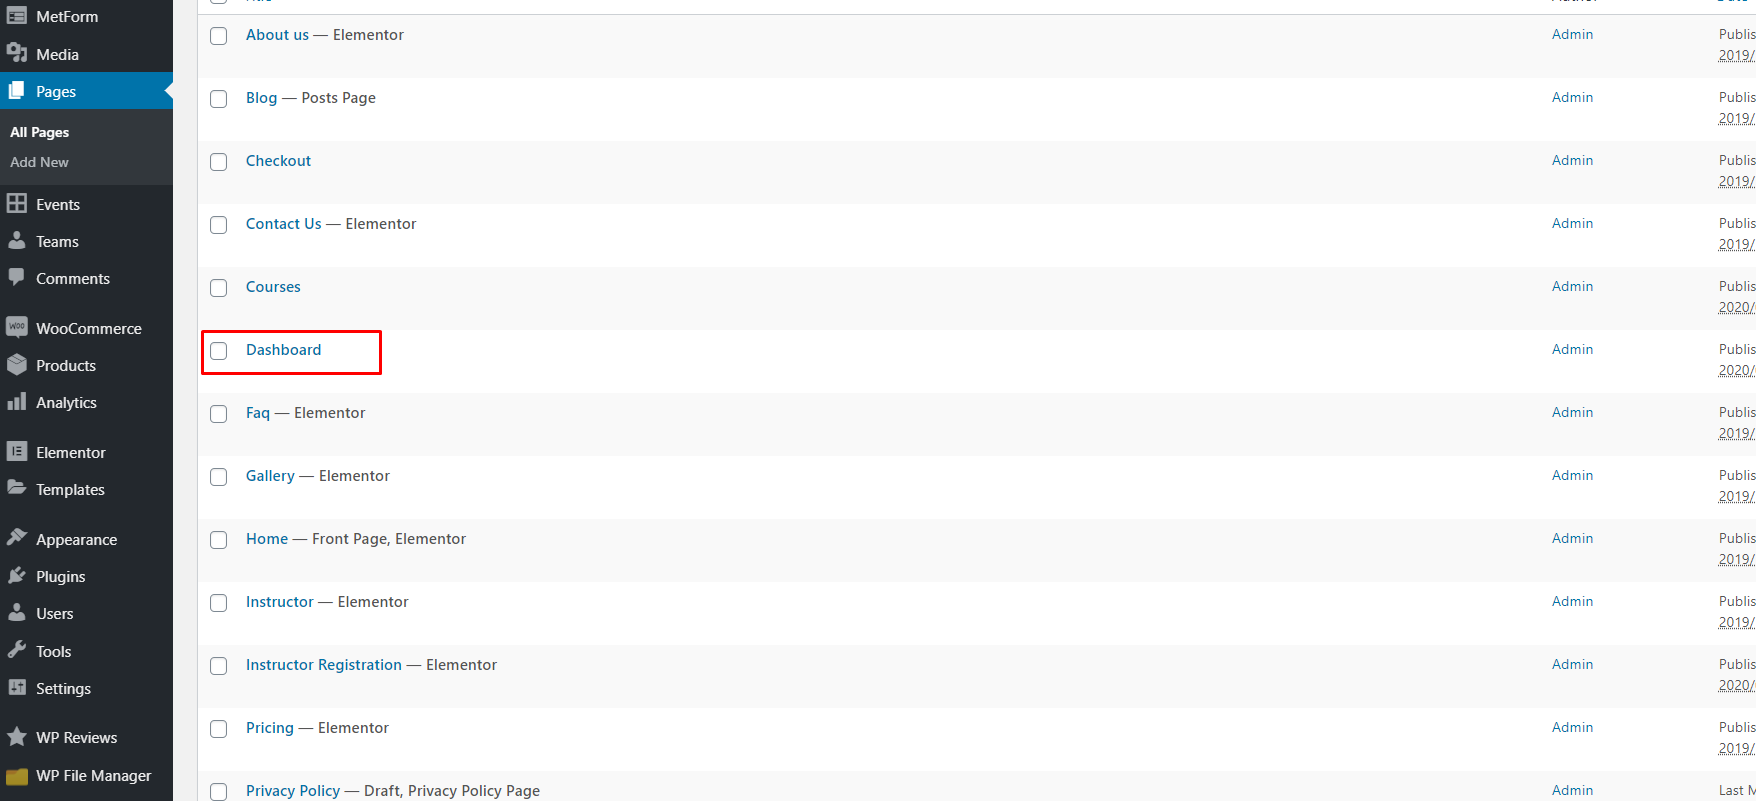 MetForm
Media
Pages
All Pages
Add New
Events
Teams
Comments
WooCommerce
Products
Analytics
Elementor
Templates
Appearance
Plugins
Users
Tools
Settings
WP Reviews
WP File Manager
About us — Elementor Admin Publis
2019/
Blog — Posts Page Admin Publis
2019/
Checkout Admin Publis
2019/
Contact Us — Elementor Admin Publis
2019/
Courses Admin Publis
2020/
Dashboard Admin Publis
2020/
Faq — Elementor Admin Publis
2019/
Gallery — Elementor Admin Publis
2019/
Home — Front Page, Elementor Admin Publis
2019/
Instructor — Elementor Admin Publis
2019/
Instructor Registration — Elementor Admin Publis
2020/
Pricing — Elementor Admin Publis
2019/
Privacy Policy — Draft, Privacy Policy Page Admin Last M